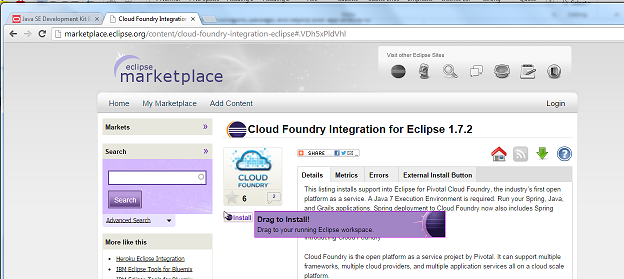 Java SE Development Kit
Cloud Foundry Integration
marketplace.eclipse.org/content/cloud-foundry-integration-eclipse#.VDh5xPldVhI
Visit other Eclipse Sites
eclipse
marketplace
Home My Marketplace Add Content Login
Markets »
Cloud Foundry Integration for Eclipse 1.7.2
Search »
SHARE
Search
Advanced Search
CLOUD
FOUNDRY
6
2
Install
Details Metrics Errors External Install Button
This listing installs support into Eclipse for Pivotal Cloud Foundry, the industry's first open
platform as a service. A Java 7 Execution Environment is required. Run your Spring, Java,
and Grails applications. Spring deployment to Cloud Foundry now also includes Spring
Drag to Install!
Drag to your running Eclipse workspace.
Introducing Cloud Foundry
More like this
Heroku Eclipse Integration
IBM Eclipse Tools for Bluemix
Cloud Foundry is the open platform as a service project by Pivotal. It can support multiple
frameworks, multiple cloud providers, and multiple application services all on a cloud scale
platform.